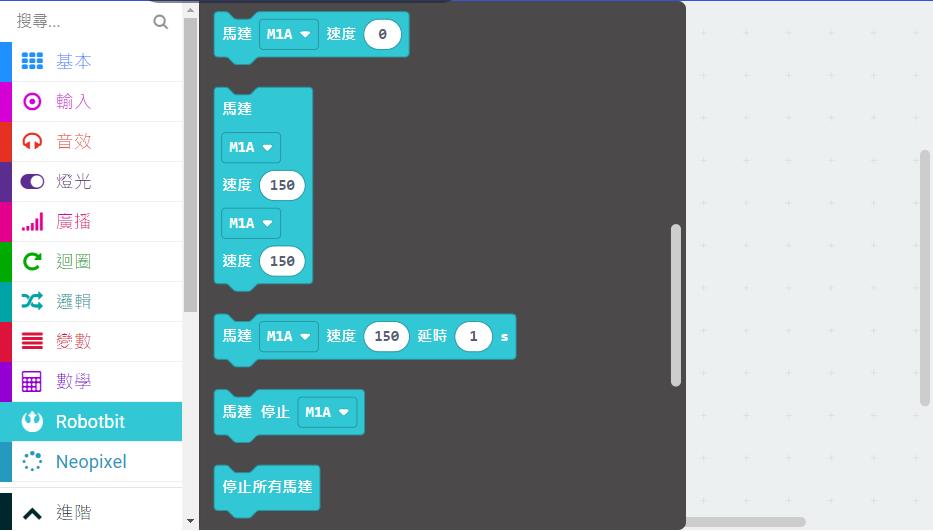 搜尋...
基本
輸入
音效
燈光
廣播
迴圈
邏輯
變數
數學
Robotbit
Neopixel
進階
馬達 M1A 速度 0
馬達
M1A
速度 150
M1A
速度 150
馬達 M1A 速度 150 延時 1 s
馬達 停止 M1A
停止所有馬達